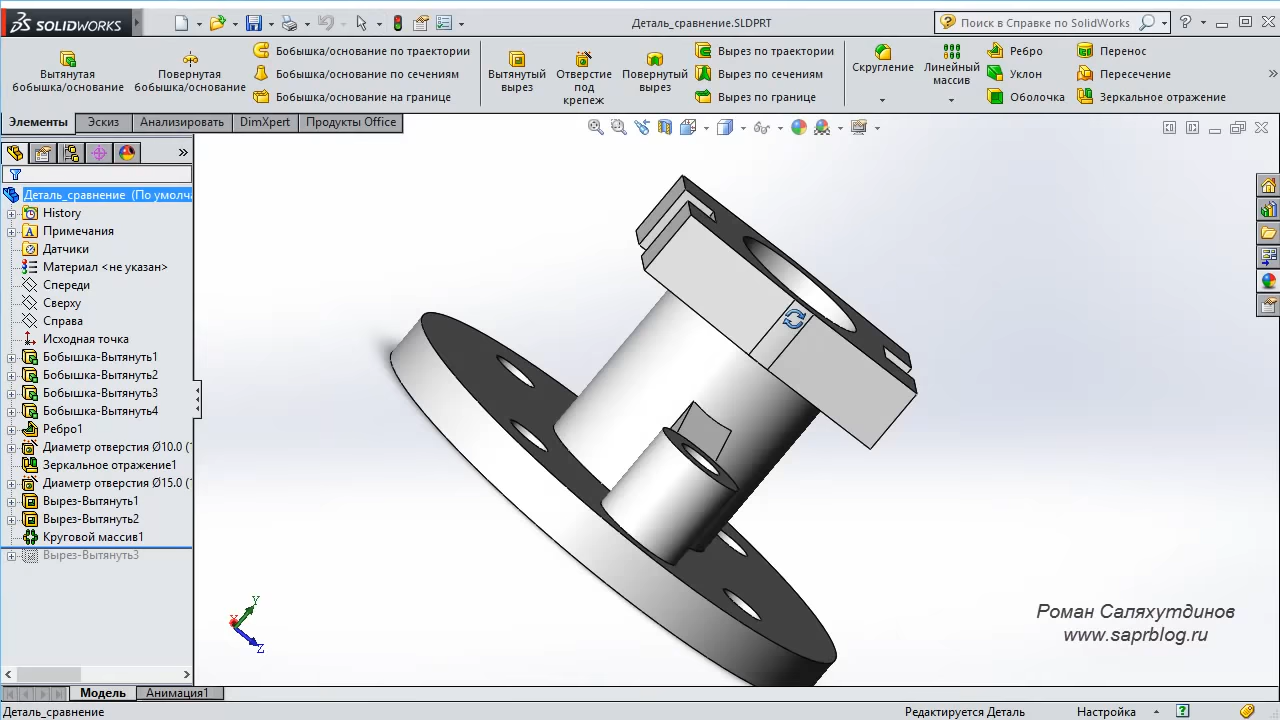 SOLIDWORKS
Деталь_сравнение.SLDPRT
Поиск в Справке по SolidWorks
Вытянутая
бобышка/основание
Повернутая
бобышка/основание
Бобышка/основание по траектории
Бобышка/основание по сечениям
Бобышка/основание на границе
Вытянутый
вырез
Отверстие
под
крепеж
Повернутый
вырез
Вырез по траектории
Вырез по сечениям
Вырез по границе
Скругление
Линейный
массив
Ребро
Уклон
Оболочка
Перенос
Пересечение
Зеркальное отражение
Элементы
Эскиз
Анализировать
DimXpert
Продукты Office
Деталь_сравнение (По умолча
History
Примечания
Датчики
Материал <не указан>
Спереди
Сверху
Справа
Исходная точка
Бобышка-Вытянуть1
Бобышка-Вытянуть2
Бобышка-Вытянуть3
Бобышка-Вытянуть4
Ребро1
Диаметр отверстия Ø10.0 (
Зеркальное отражение1
Диаметр отверстия Ø15.0 (
Вырез-Вытянуть1
Вырез-Вытянуть2
Круговой массив1
Вырез-Вытянуть3
Y
X
Z
Роман Саляхутдинов
www.saprblog.ru
Модель
Анимация1
Деталь_сравнение
Редактируется Деталь
Настройка